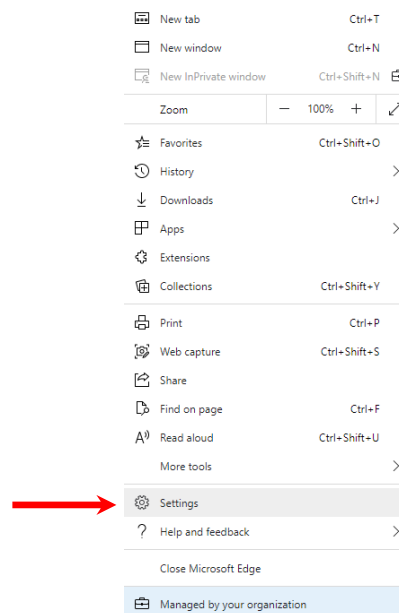 New tab Ctrl+T
New window Ctrl+N
New InPrivate window Ctrl+Shift+N
Zoom — 100% +
Favorites Ctrl+Shift+O
History
Downloads Ctrl+J
Apps
Extensions
Collections Ctrl+Shift+Y
Print Ctrl+P
Web capture Ctrl+Shift+S
Share
Find on page Ctrl+F
A Read aloud Ctrl+Shift+U
More tools
Settings
? Help and feedback
Close Microsoft Edge
Managed by your organization